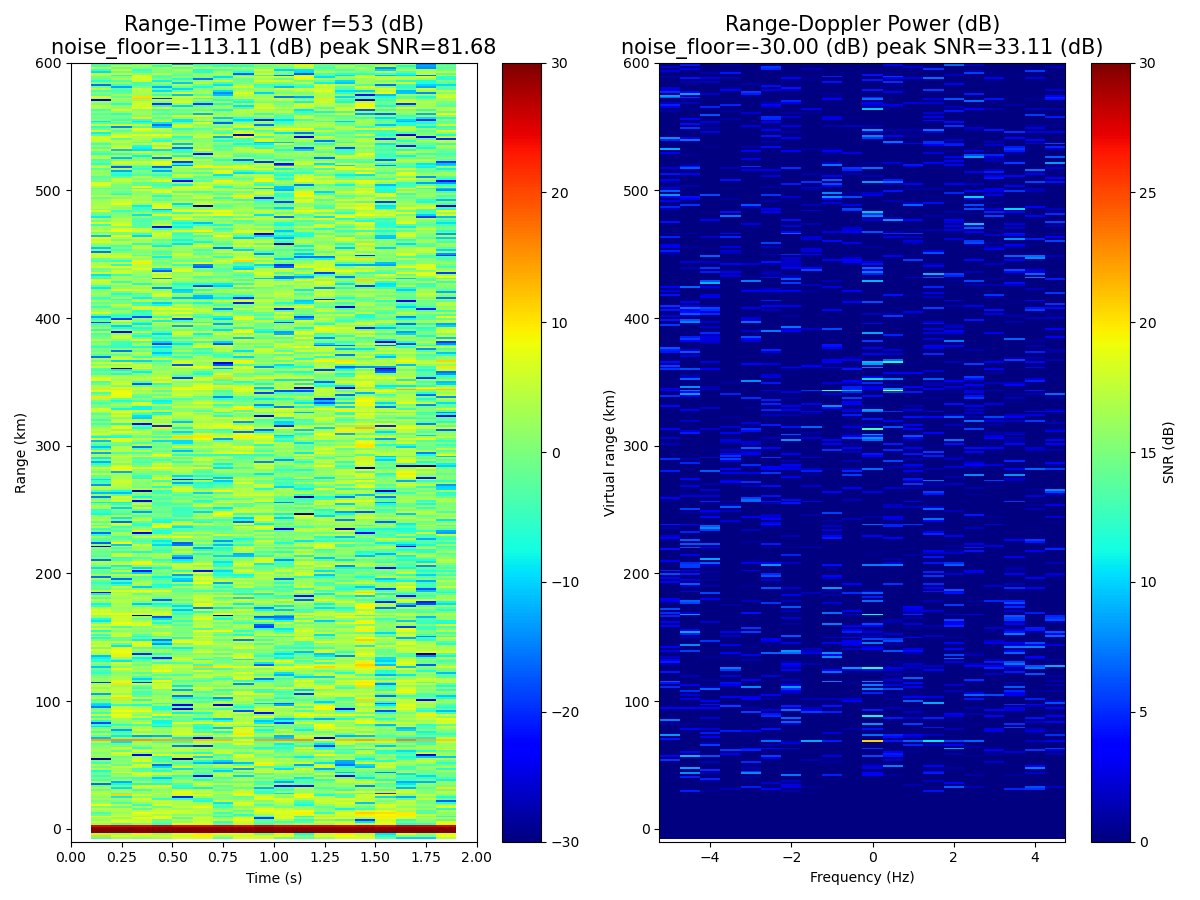 Range-Time Power f=53 (dB)
noise_floor=-113.11 (dB) peak SNR=81.68
600
500
400
300
200
100
0
Range (km)
0.00 0.25 0.50 0.75 1.00 1.25 1.50 1.75 2.00
Time (s)
30
20
10
0
−10
−20
−30
Range-Doppler Power (dB)
noise_floor=-30.00 (dB) peak SNR=33.11 (dB)
600
500
400
300
200
100
0
Virtual range (km)
−4 −2 0 2 4
Frequency (Hz)
30
25
20
15
10
5
0
SNR (dB)